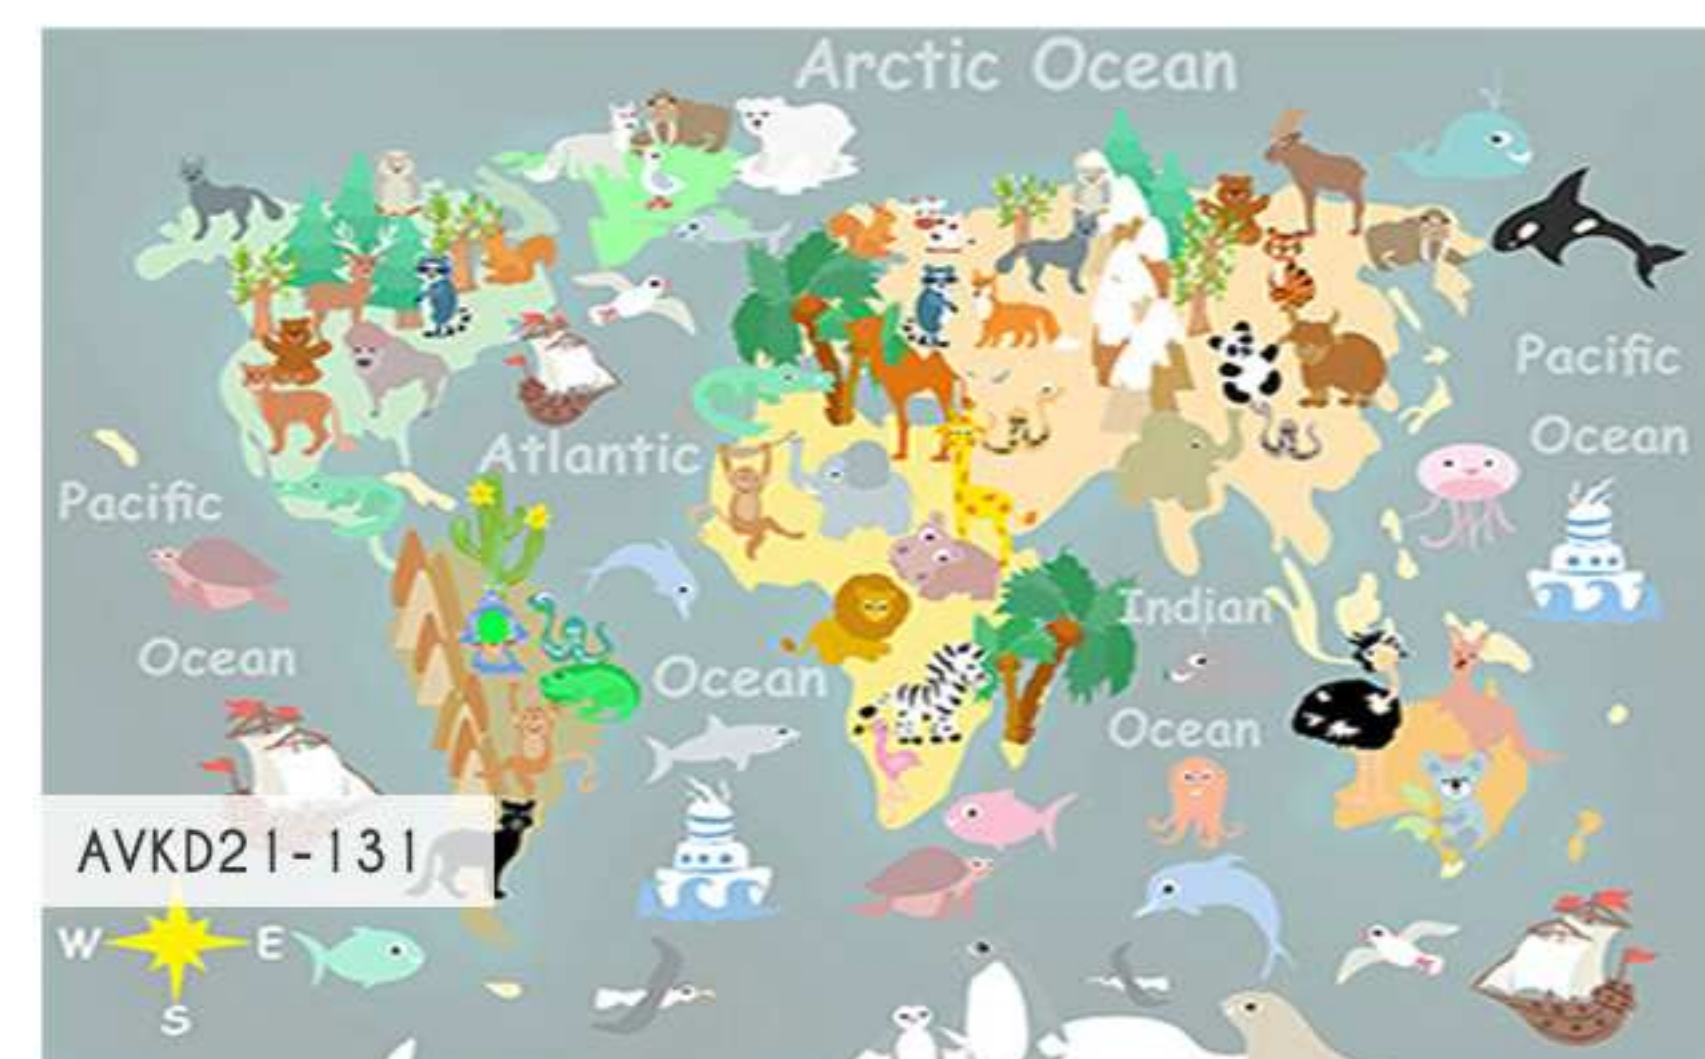 Arctic Ocean
Pacific
Ocean
Atlantic
Ocean
Pacific
Ocean
Indian
Ocean
AVKD21-131
W E
S